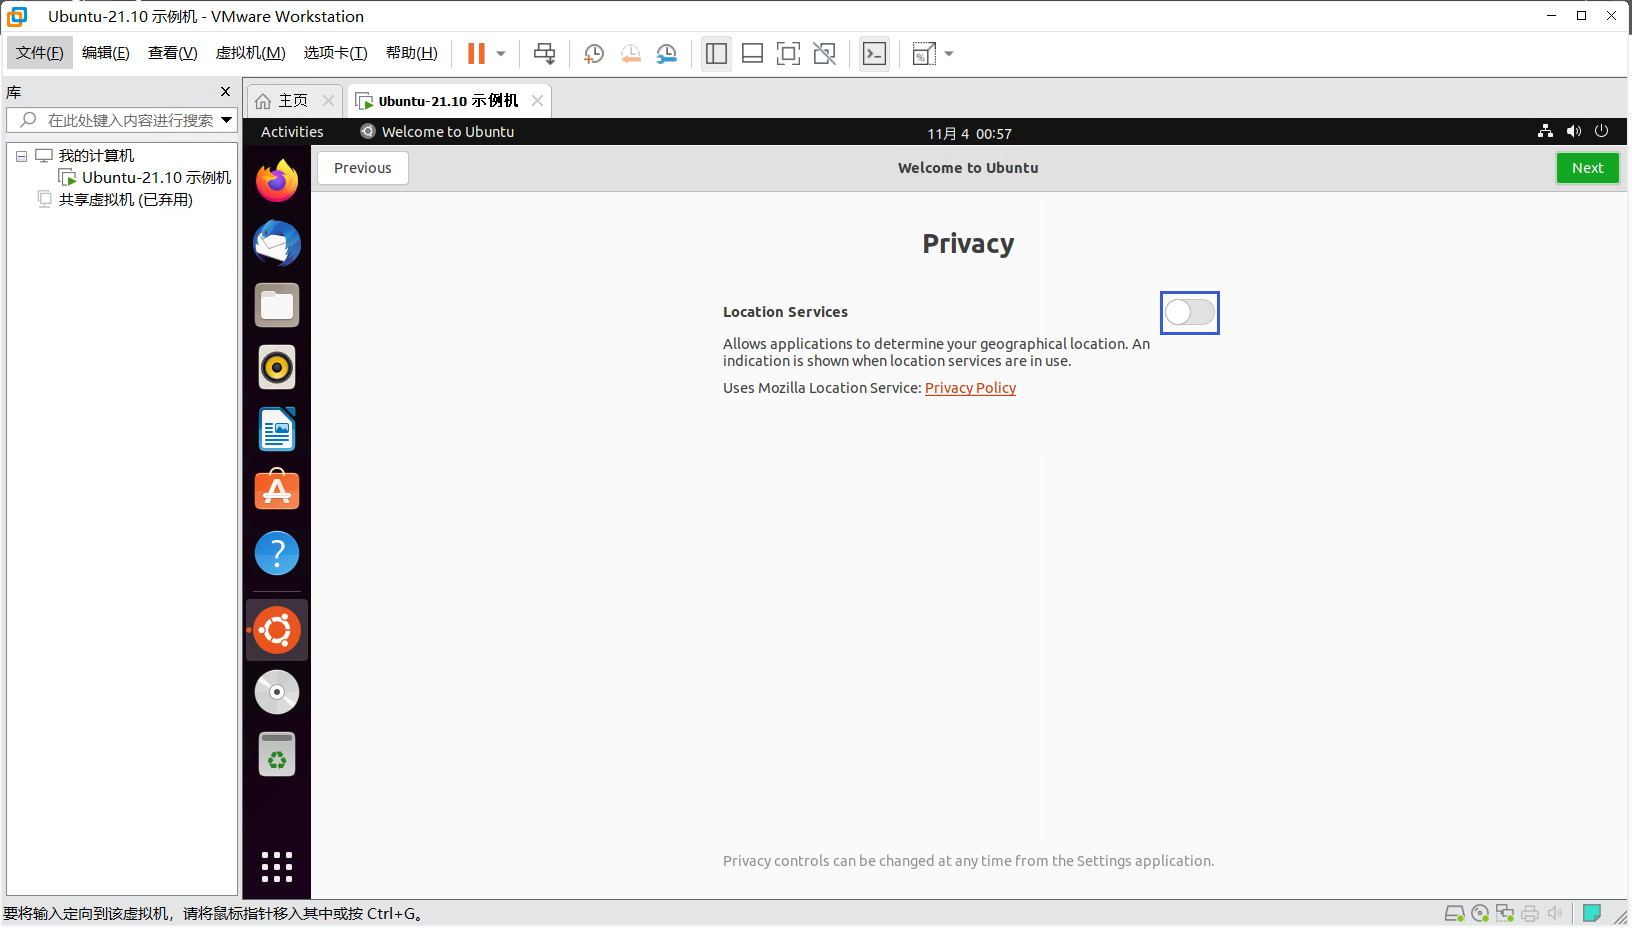 Ubuntu-21.10 示例机 - VMware Workstation
文件(F) 编辑(E) 查看(V) 虚拟机(M) 选项卡(T) 帮助(H)
库
在此处键入内容进行搜索
我的计算机
Ubuntu-21.10 示例机
共享虚拟机 (已弃用)
主页 Ubuntu-21.10 示例机
Activities Welcome to Ubuntu 11月 4 00:57
Previous Welcome to Ubuntu Next
Privacy
Location Services
Allows applications to determine your geographical location. An
indication is shown when location services are in use.
Uses Mozilla Location Service: Privacy Policy
Privacy controls can be changed at any time from the Settings application.
要将输入定向到该虚拟机，请将鼠标指针移入其中或按 Ctrl+G。